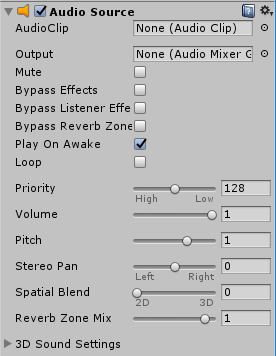 Audio Source
AudioClip None (Audio Clip)
Output None (Audio Mixer G
Mute
Bypass Effects
Bypass Listener Effe
Bypass Reverb Zone
Play On Awake
Loop
Priority 128
High Low
Volume 1
Pitch 1
Stereo Pan 0
Left Right
Spatial Blend 0
2D 3D
Reverb Zone Mix 1
3D Sound Settings